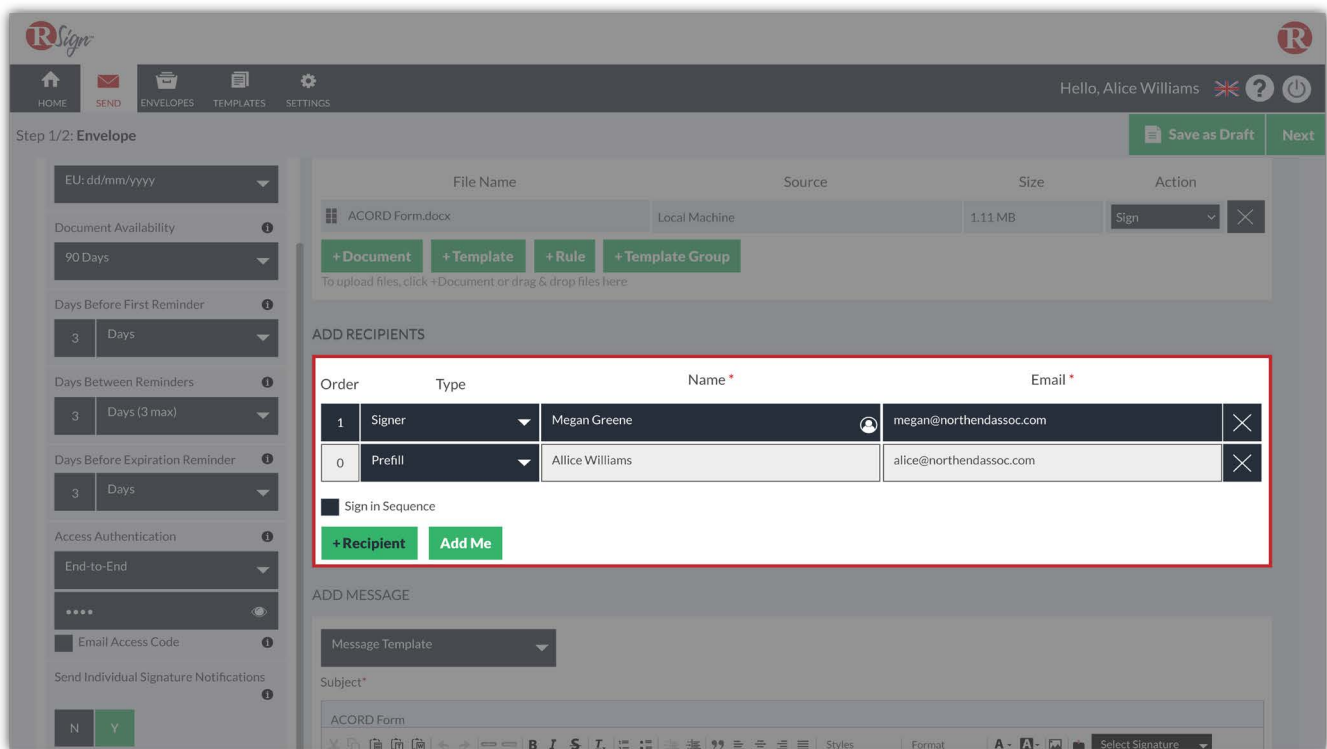 RSign
HOME
SEND
ENVELOPES
TEMPLATES
SETTINGS
Hello, Alice Williams
Step 1/2: Envelope
Save as Draft
Next
EU: dd/mm/yyyy
Document Availability
90 Days
Days Before First Reminder
3 Days
Days Between Reminders
3 Days (3 max)
Days Before Expiration Reminder
3 Days
Access Authentication
End-to-End
••••
Email Access Code
Send Individual Signature Notifications
N Y
File Name Source Size Action
ACORD Form.docx Local Machine 1.11 MB Sign
+Document +Template +Rule +Template Group
To upload files, click +Document or drag & drop files here
ADD RECIPIENTS
Order Type Name * Email *
1 Signer Megan Greene megan@northendassoc.com
0 Prefill Allice Williams alice@northendassoc.com
Sign in Sequence
+Recipient Add Me
ADD MESSAGE
Message Template
Subject*
ACORD Form
B I S Styles Format A- A- Select Signature